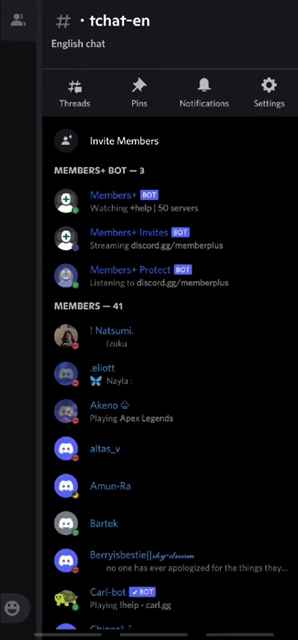 # · tchat-en
English chat
Threads
Pins
Notifications
Settings
Invite Members
MEMBERS+ BOT — 3
Members+ BOT
Watching +help | 50 servers
Members+ Invites BOT
Streaming discord.gg/memberplus
Members+ Protect BOT
Listening to discord.gg/memberplus
MEMBERS — 41
! Natsumi.
Izuku
.eliott
Nayla :
Akeno
Playing Apex Legends
altas_v
Amun-Ra
Bartek
Berryisbestie||𝓼𝓴𝔂-𝓭𝓻𝓮𝓪𝓶
no one has ever apologized for the things they...
Carl-bot ✓ BOT
Playing !help - carl.gg